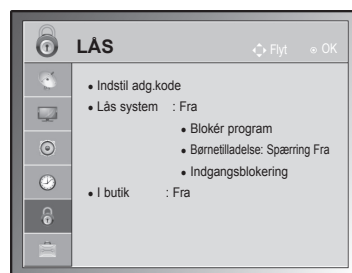 LÅS
Flyt OK
• Indstil adg.kode
• Lås system : Fra
• Blokér program
• Børnetilladelse: Spærring Fra
• Indgangsblokering
• I butik : Fra